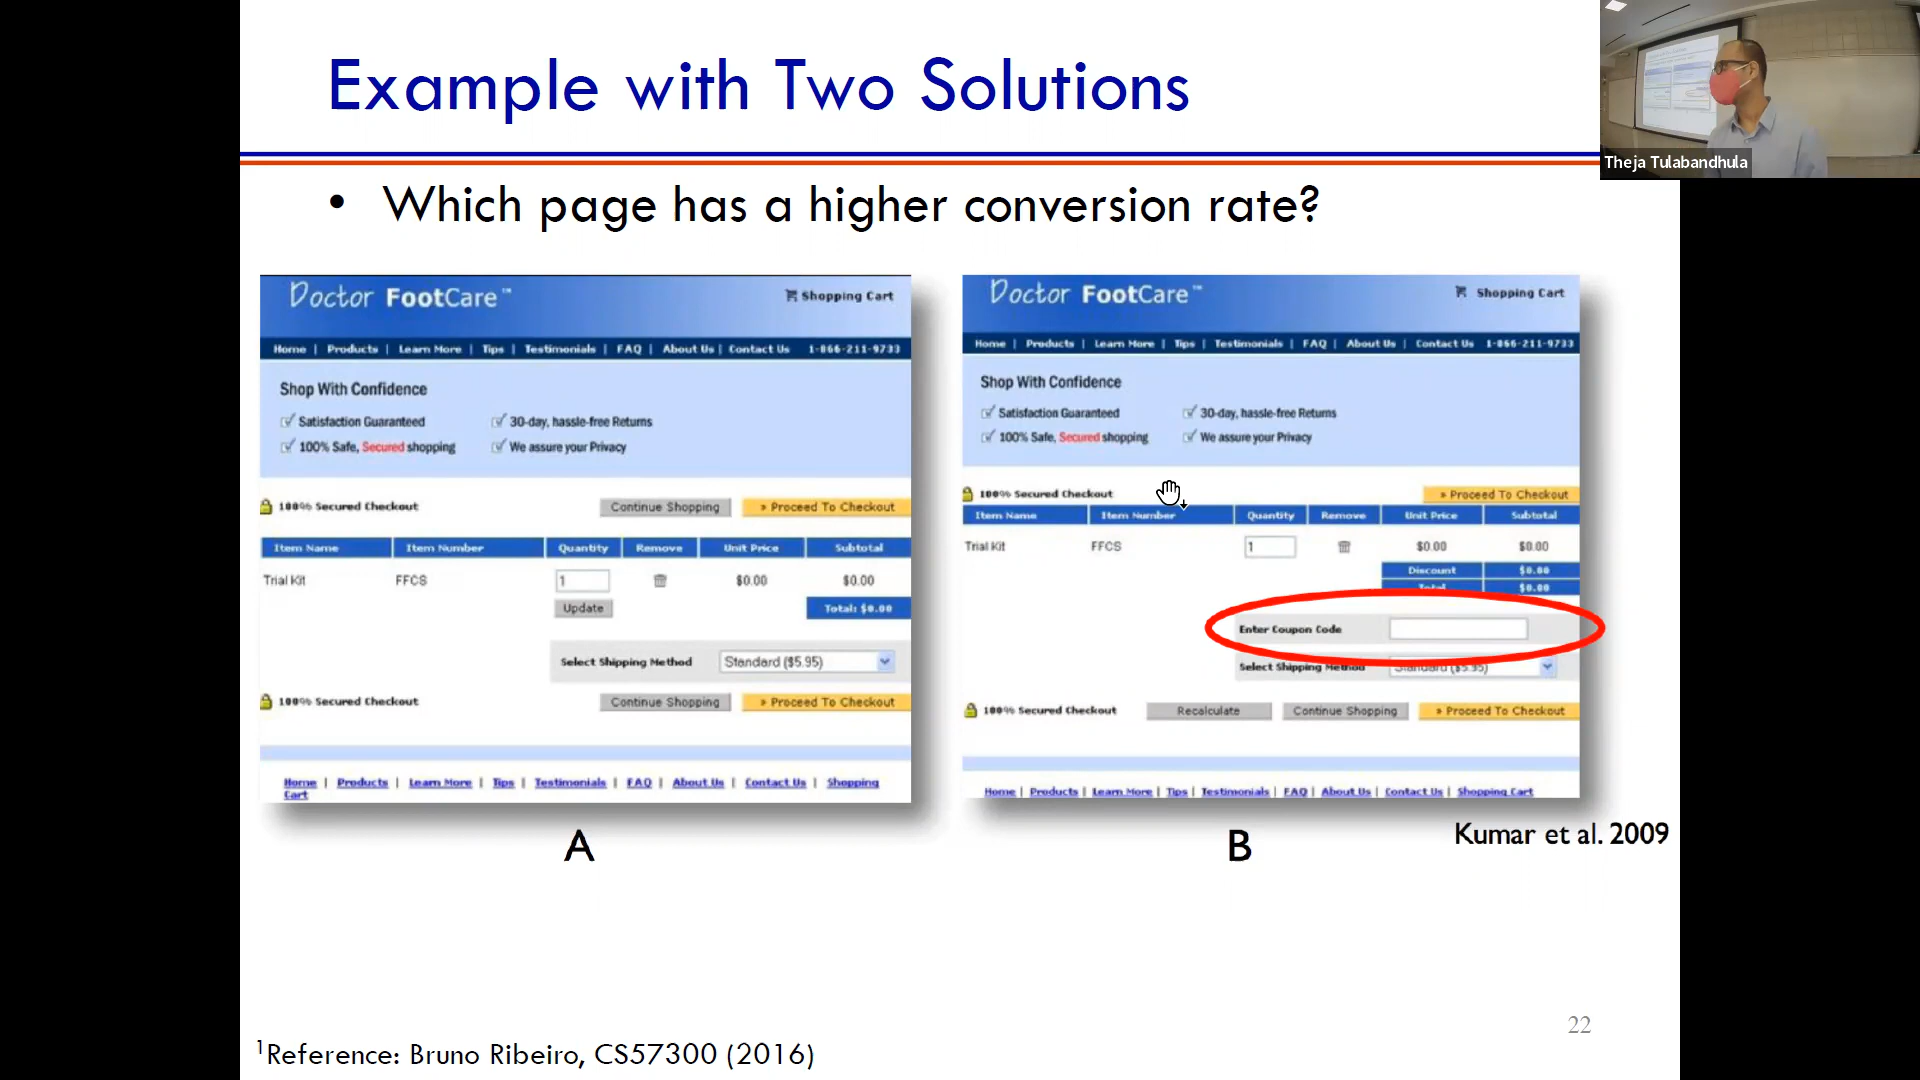 Example with Two Solutions
Theja Tulabandhula
• Which page has a higher conversion rate?
Doctor FootCare™
Shopping Cart
Home | Products | Learn More | Tips | Testimonials | FAQ | About Us | Contact Us 1-866-211-9733
Shop With Confidence
Satisfaction Guaranteed
30-day, hassle-free Returns
100% Safe, Secured shopping
We assure your Privacy
100% Secured Checkout
Continue Shopping
» Proceed To Checkout
Item Name Item Number Quantity Remove Unit Price Subtotal
Trial Kit FFCS 1 $0.00 $0.00
Update
Total: $0.00
Select Shipping Method Standard ($5.95)
100% Secured Checkout
Continue Shopping
» Proceed To Checkout
Home | Products | Learn More | Tips | Testimonials | FAQ | About Us | Contact Us | Shopping
Cart
A
Doctor FootCare™
Shopping Cart
Home | Products | Learn More | Tips | Testimonials | FAQ | About Us | Contact Us 1-866-211-9733
Shop With Confidence
Satisfaction Guaranteed
30-day, hassle-free Returns
100% Safe, Secured shopping
We assure your Privacy
100% Secured Checkout
» Proceed To Checkout
Item Name Item Number Quantity Remove Unit Price Subtotal
Trial Kit FFCS 1 $0.00 $0.00
Discount $0.00
Total $0.00
Enter Coupon Code
Select Shipping Method Standard ($5.95)
100% Secured Checkout
Recalculate
Continue Shopping
» Proceed To Checkout
Home | Products | Learn More | Tips | Testimonials | FAQ | About Us | Contact Us | Shopping Cart
B
Kumar et al. 2009
22
1Reference: Bruno Ribeiro, CS57300 (2016)